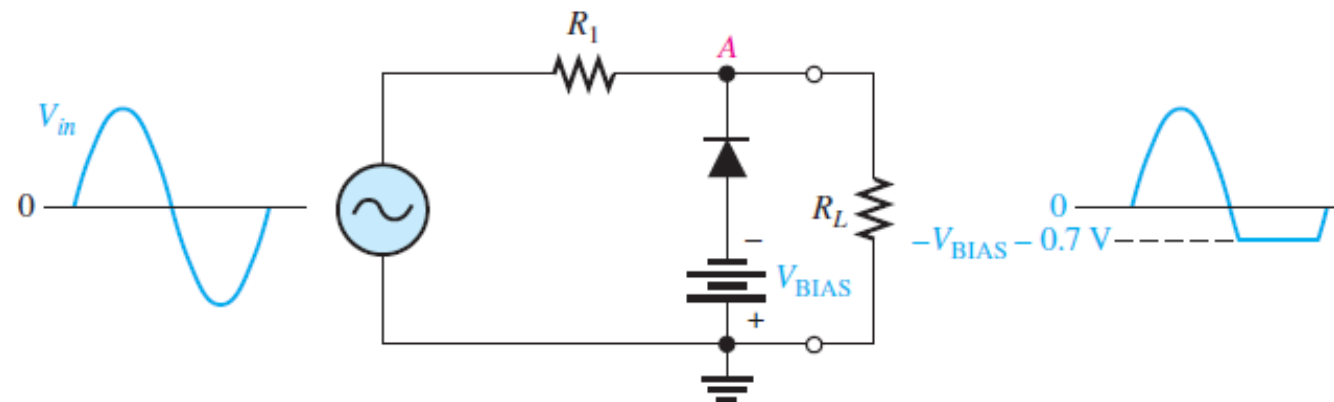 R1
A
Vin
0
RL
−
VBIAS
+
0
−VBIAS − 0.7 V